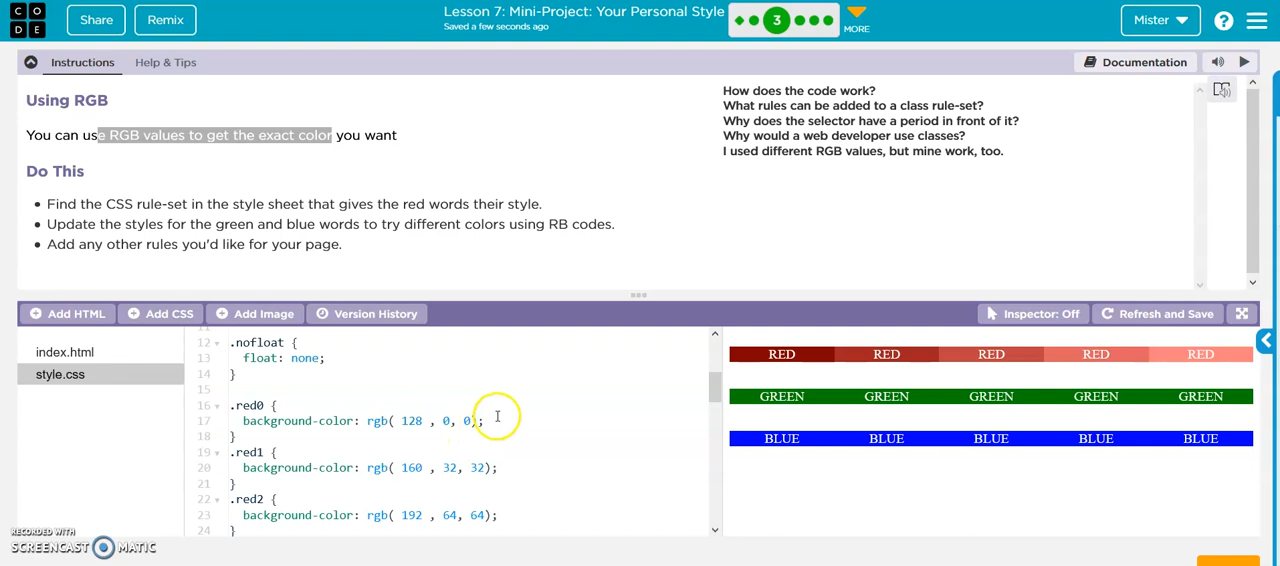 CO
DE
Share
Remix
Lesson 7: Mini-Project: Your Personal Style
Saved a few seconds ago
3
MORE
Mister
?
Instructions
Help & Tips
Documentation
Using RGB
You can use RGB values to get the exact color you want
Do This
• Find the CSS rule-set in the style sheet that gives the red words their style.
• Update the styles for the green and blue words to try different colors using RB codes.
• Add any other rules you'd like for your page.
How does the code work?
What rules can be added to a class rule-set?
Why does the selector have a period in front of it?
Why would a web developer use classes?
I used different RGB values, but mine work, too.
Add HTML
Add CSS
Add Image
Version History
Inspector: Off
Refresh and Save
index.html
style.css
11
12 .nofloat {
13 float: none;
14 }
15
16 .red0 {
17 background-color: rgb( 128 , 0, 0);
18 }
19 .red1 {
20 background-color: rgb( 160 , 32, 32);
21 }
22 .red2 {
23 background-color: rgb( 192 , 64, 64);
24 }
RED RED RED RED RED
GREEN GREEN GREEN GREEN GREEN
BLUE BLUE BLUE BLUE BLUE
RECORDED WITH
SCREENCAST MATIC